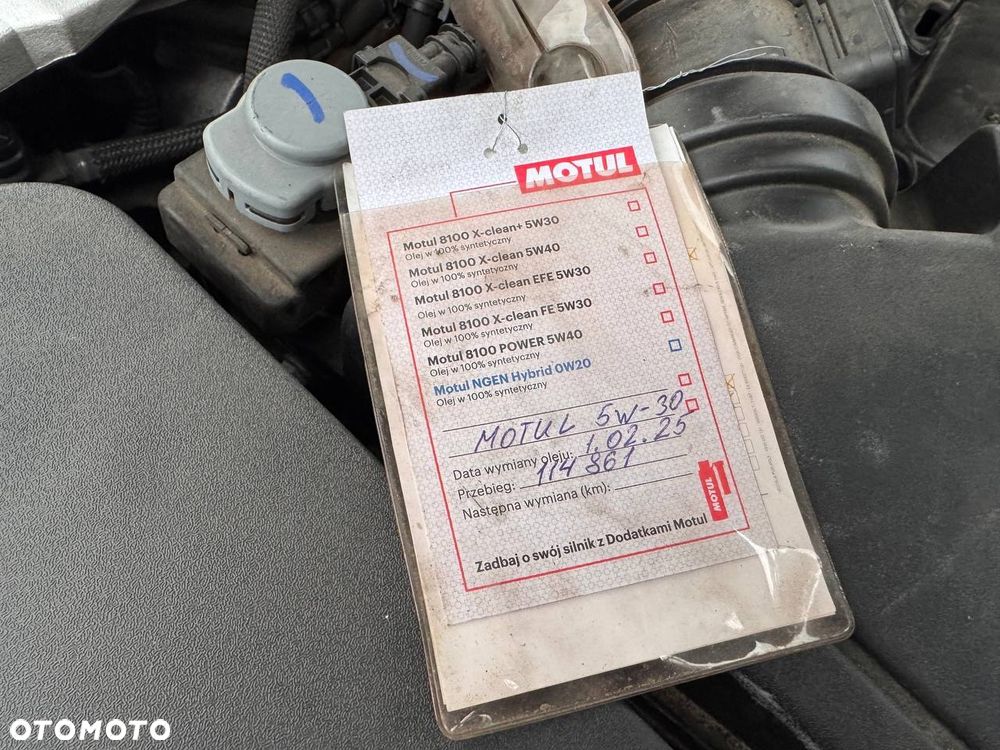 MOTUL
Motul 8100 X-clean+ 5W30
Olej w 100% syntetyczny
Motul 8100 X-clean 5W40
Olej w 100% syntetyczny
Motul 8100 X-clean EFE 5W30
Olej w 100% syntetyczny
Motul 8100 X-clean FE 5W30
Olej w 100% syntetyczny
Motul 8100 POWER 5W40
Olej w 100% syntetyczny
Motul NGEN Hybrid 0W20
Olej w 100% syntetyczny
MOTUL 5W-30
Data wymiany oleju: 1.02.25
Przebieg: 114 861
Następna wymiana (km):
MOTUL
Zadbaj o swój silnik z Dodatkami Motul
OTOMOTO